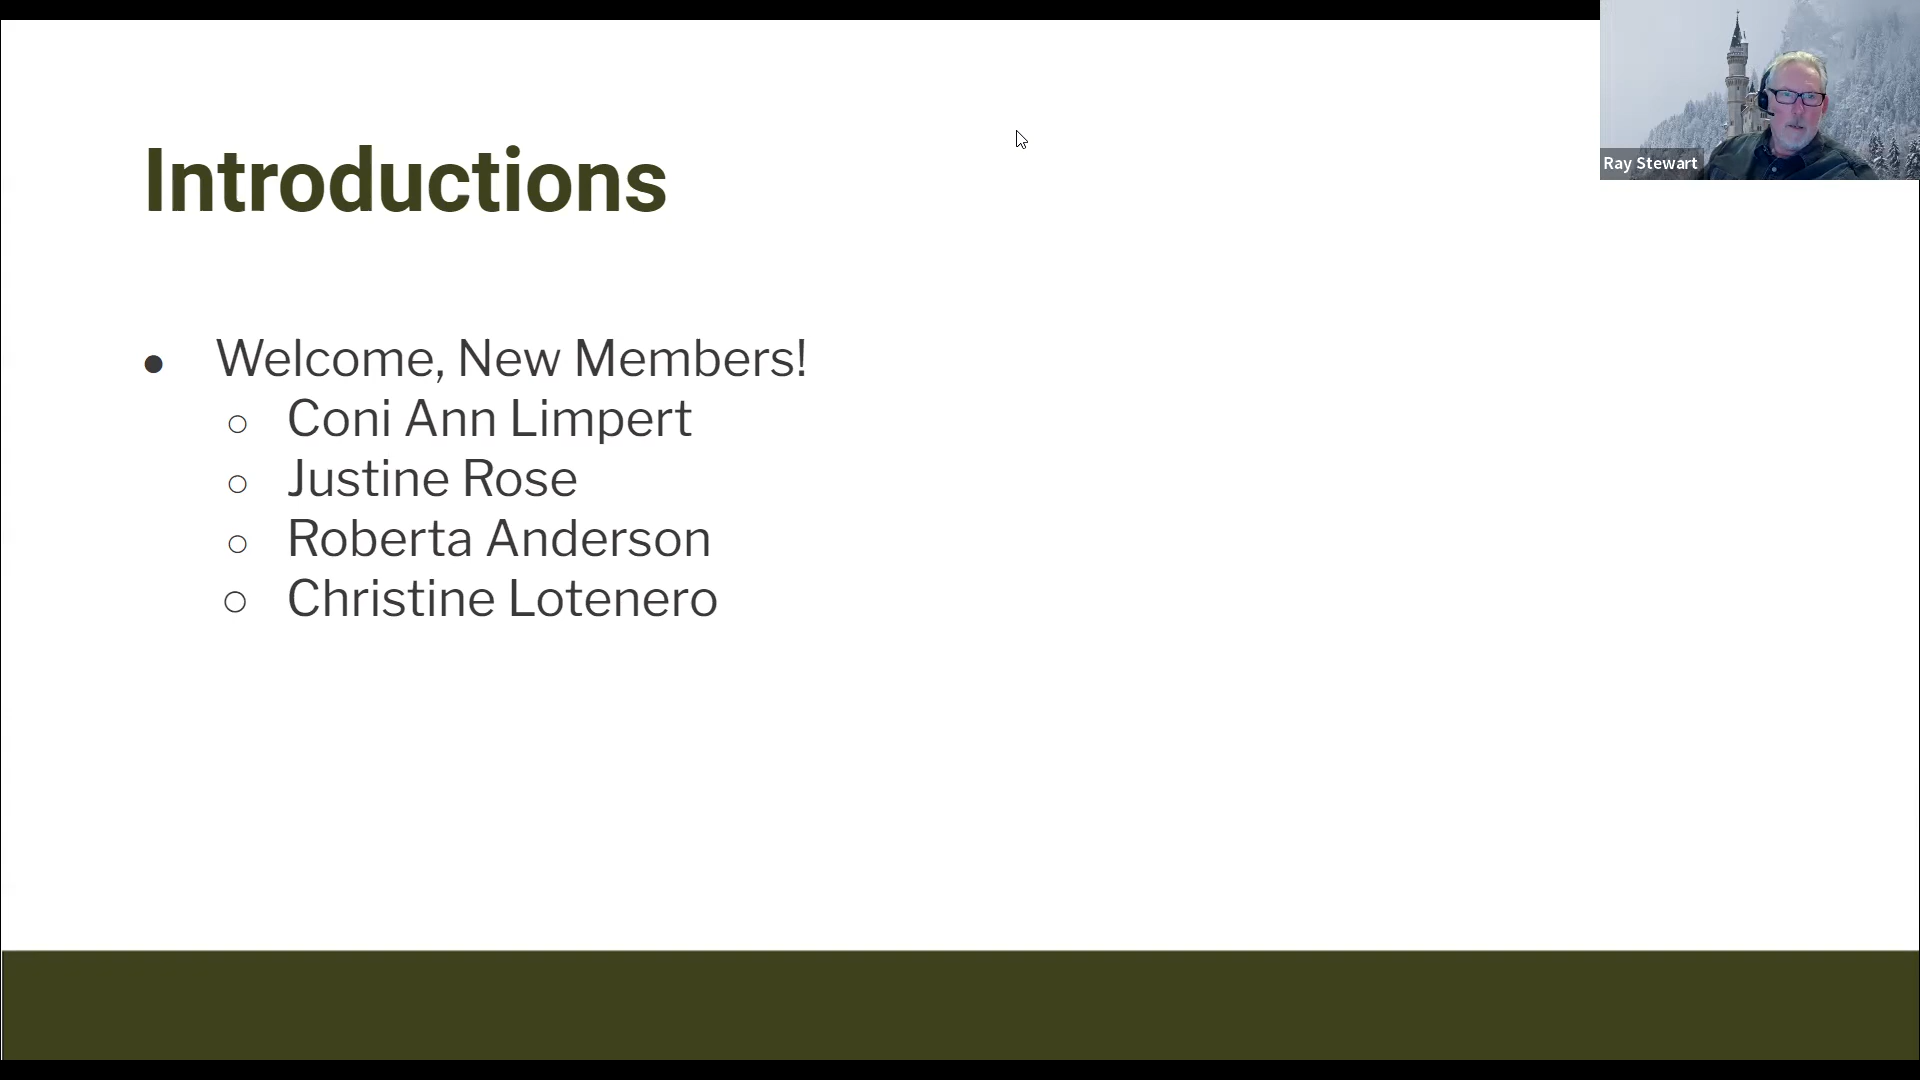 Introductions
Ray Stewart
Welcome, New Members!
Coni Ann Limpert
Justine Rose
Roberta Anderson
Christine Lotenero